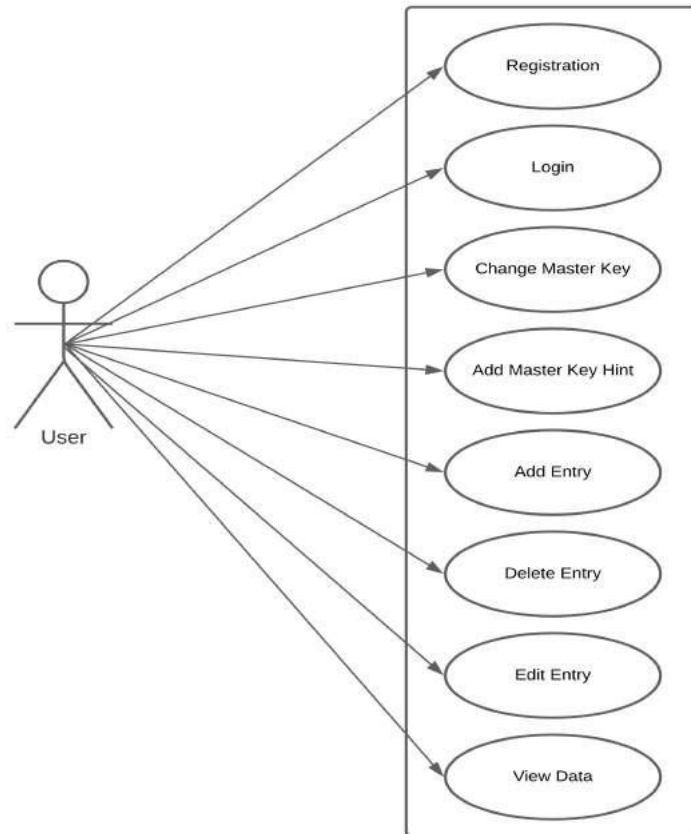 Registration
Login
Change Master Key
Add Master Key Hint
User
Add Entry
Delete Entry
Edit Entry
View Data